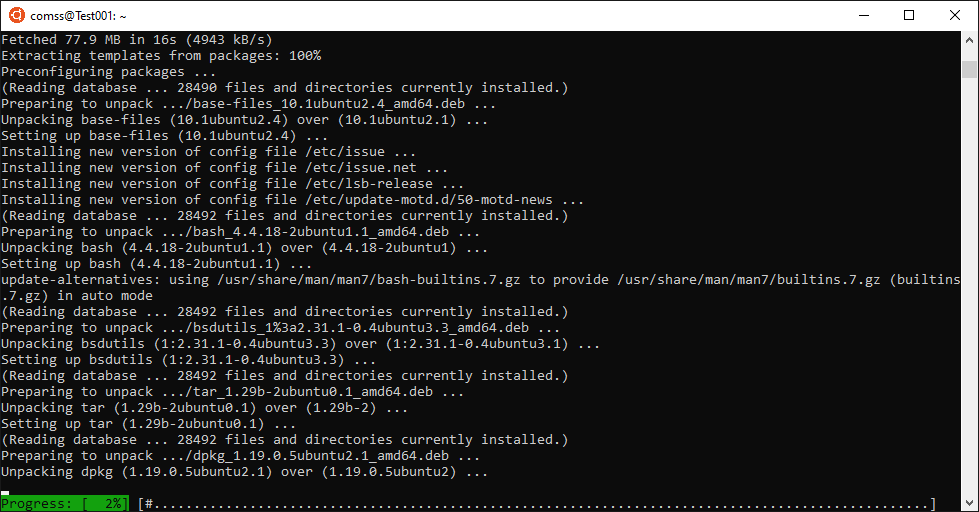 comss@Test001: ~
Fetched 77.9 MB in 16s (4943 kB/s)
Extracting templates from packages: 100%
Preconfiguring packages ...
(Reading database ... 28490 files and directories currently installed.)
Preparing to unpack .../base-files_10.1ubuntu2.4_amd64.deb ...
Unpacking base-files (10.1ubuntu2.4) over (10.1ubuntu2.1) ...
Setting up base-files (10.1ubuntu2.4) ...
Installing new version of config file /etc/issue ...
Installing new version of config file /etc/issue.net ...
Installing new version of config file /etc/lsb-release ...
Installing new version of config file /etc/update-motd.d/50-motd-news ...
(Reading database ... 28492 files and directories currently installed.)
Preparing to unpack .../bash_4.4.18-2ubuntu1.1_amd64.deb ...
Unpacking bash (4.4.18-2ubuntu1.1) over (4.4.18-2ubuntu1) ...
Setting up bash (4.4.18-2ubuntu1.1) ...
update-alternatives: using /usr/share/man/man7/bash-builtins.7.gz to provide /usr/share/man/man7/builtins.7.gz (builtins
.7.gz) in auto mode
(Reading database ... 28492 files and directories currently installed.)
Preparing to unpack .../bsdutils_1%3a2.31.1-0.4ubuntu3.3_amd64.deb ...
Unpacking bsdutils (1:2.31.1-0.4ubuntu3.3) over (1:2.31.1-0.4ubuntu3.1) ...
Setting up bsdutils (1:2.31.1-0.4ubuntu3.3) ...
(Reading database ... 28492 files and directories currently installed.)
Preparing to unpack .../tar_1.29b-2ubuntu0.1_amd64.deb ...
Unpacking tar (1.29b-2ubuntu0.1) over (1.29b-2) ...
Setting up tar (1.29b-2ubuntu0.1) ...
(Reading database ... 28492 files and directories currently installed.)
Preparing to unpack .../dpkg_1.19.0.5ubuntu2.1_amd64.deb ...
Unpacking dpkg (1.19.0.5ubuntu2.1) over (1.19.0.5ubuntu2) ...
Progress: [  2%] [#.................................................................................................]